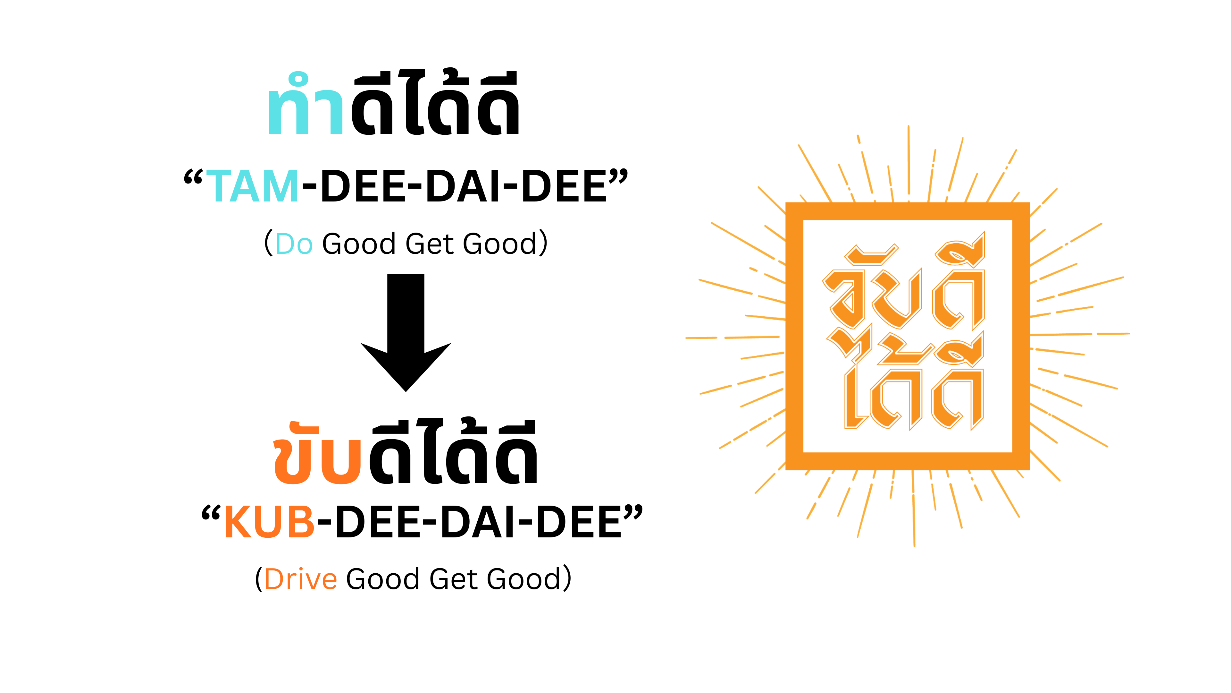 ทำดีได้ดี
“TAM-DEE-DAI-DEE”
(Do Good Get Good)
ขับดีได้ดี
“KUB-DEE-DAI-DEE”
(Drive Good Get Good)
ขับดี
ได้ดี